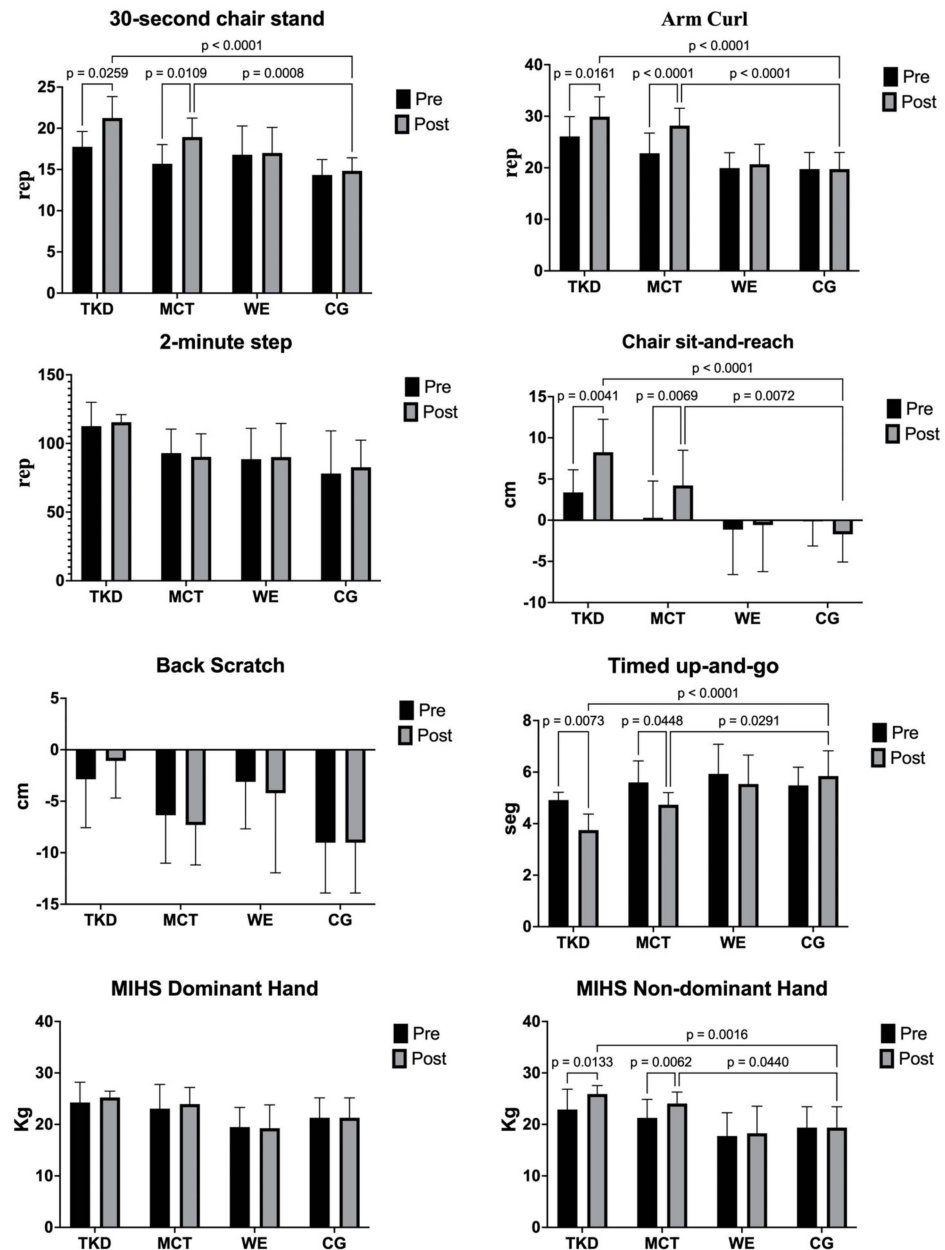 30-second chair stand
p < 0.0001
p = 0.0259 p = 0.0109 p = 0.0008
25
20
15
10
5
0
rep
Pre
Post
TKD MCT WE CG
Arm Curl
p < 0.0001
p = 0.0161 p < 0.0001 p < 0.0001
40
30
20
10
0
rep
Pre
Post
TKD MCT WE CG
2-minute step
150
100
50
0
rep
Pre
Post
TKD MCT WE CG
Chair sit-and-reach
p < 0.0001
p = 0.0041 p = 0.0069 p = 0.0072
15
10
5
0
-5
-10
cm
Pre
Post
TKD MCT WE CG
Back Scratch
5
0
-5
-10
-15
cm
Pre
Post
TKD MCT WE CG
Timed up-and-go
p < 0.0001
p = 0.0073 p = 0.0448 p = 0.0291
8
6
4
2
0
seg
Pre
Post
TKD MCT WE CG
MIHS Dominant Hand
40
30
20
10
0
Kg
Pre
Post
TKD MCT WE CG
MIHS Non-dominant Hand
p = 0.0016
p = 0.0133 p = 0.0062 p = 0.0440
40
30
20
10
0
Kg
Pre
Post
TKD MCT WE CG